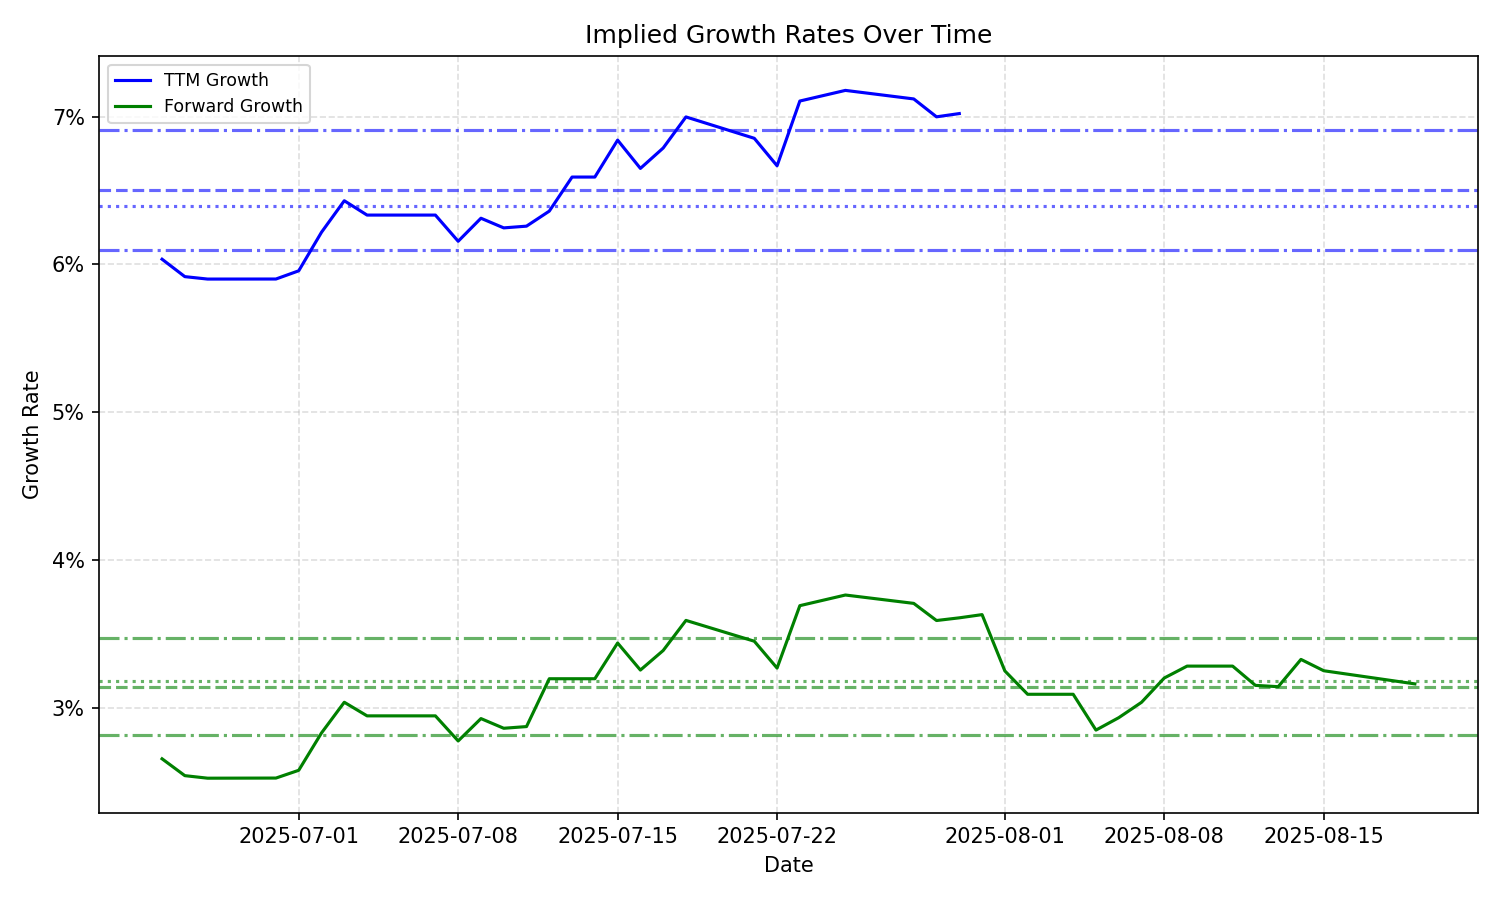 Implied Growth Rates Over Time
TTM Growth
Forward Growth
7%
6%
5%
4%
3%
Growth Rate
2025-07-01
2025-07-08
2025-07-15
2025-07-22
2025-08-01
2025-08-08
2025-08-15
Date